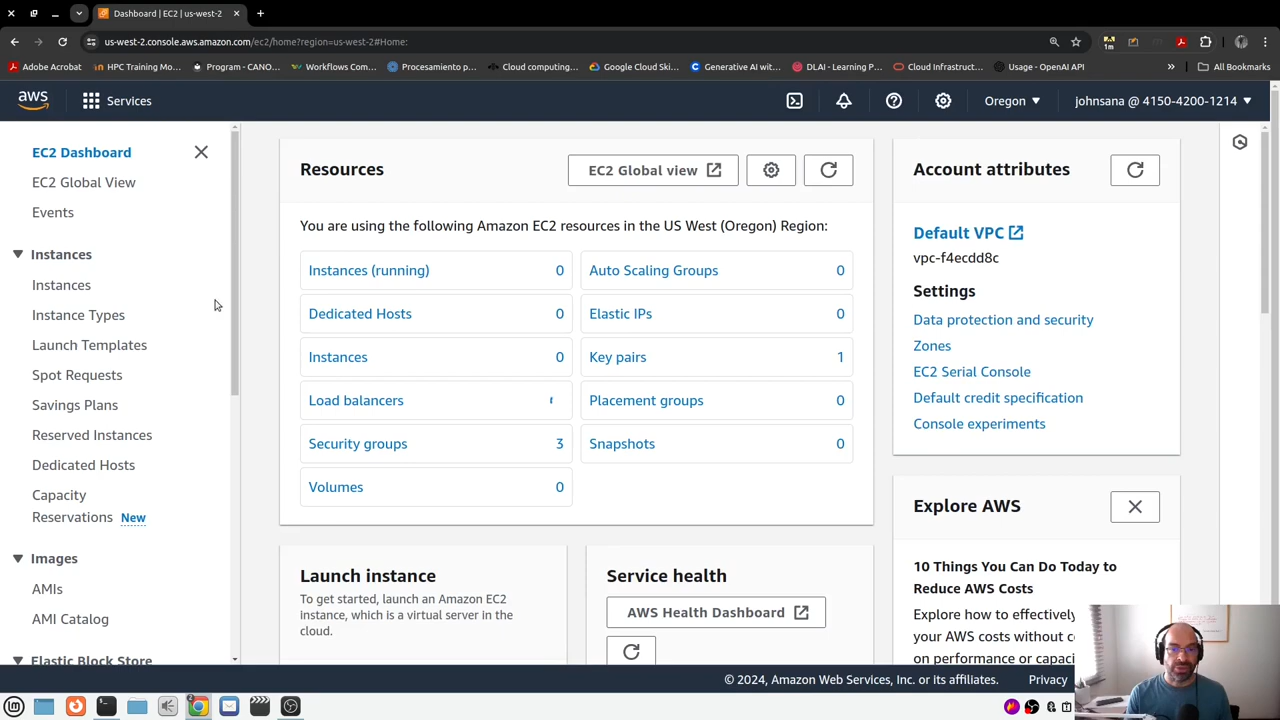 Dashboard | EC2 | us-west-2
us-west-2.console.aws.amazon.com/ec2/home?region=us-west-2#Home:
Adobe Acrobat
HPC Training Mo...
Program - CANO...
Workflows Com...
Procesamiento p...
Cloud computing...
Google Cloud Ski...
Generative AI wit...
DLAI - Learning P...
Cloud Infrastruct...
Usage - OpenAI API
»
All Bookmarks
aws
Services
Oregon
johnsana @ 4150-4200-1214
EC2 Dashboard
EC2 Global View
Events
Instances
Instances
Instance Types
Launch Templates
Spot Requests
Savings Plans
Reserved Instances
Dedicated Hosts
Capacity
Reservations New
Images
AMIs
AMI Catalog
Elastic Block Store
Resources
EC2 Global view
You are using the following Amazon EC2 resources in the US West (Oregon) Region:
Instances (running) 0
Auto Scaling Groups 0
Dedicated Hosts 0
Elastic IPs 0
Instances 0
Key pairs 1
Load balancers
Placement groups 0
Security groups 3
Snapshots 0
Volumes 0
Launch instance
To get started, launch an Amazon EC2
instance, which is a virtual server in the
cloud.
Service health
AWS Health Dashboard
Account attributes
Default VPC
vpc-f4ecdd8c
Settings
Data protection and security
Zones
EC2 Serial Console
Default credit specification
Console experiments
Explore AWS
10 Things You Can Do Today to
Reduce AWS Costs
Explore how to effectively
your AWS costs without
on performance or capaci
© 2024, Amazon Web Services, Inc. or its affiliates.
Privacy